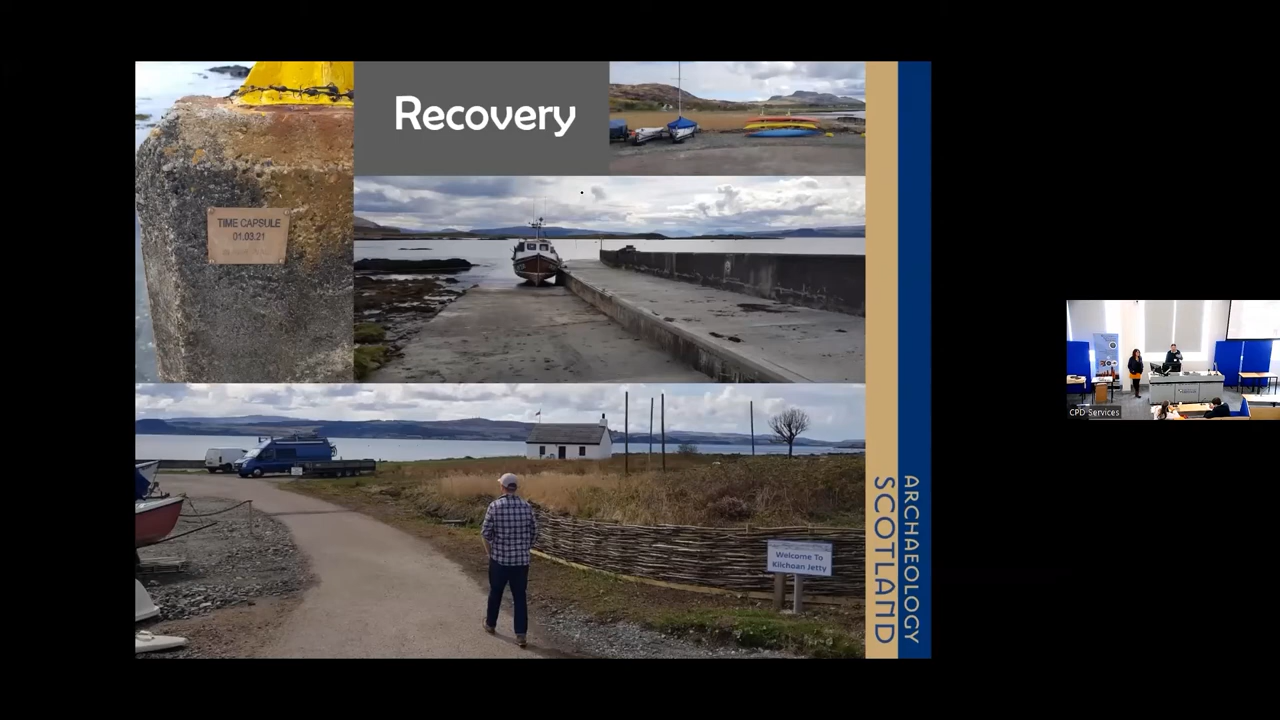 Recovery
TIME CAPSULE
01.03.21
Welcome To
Kilchoan Jetty
ARCHAEOLOGY
SCOTLAND
CPD Services